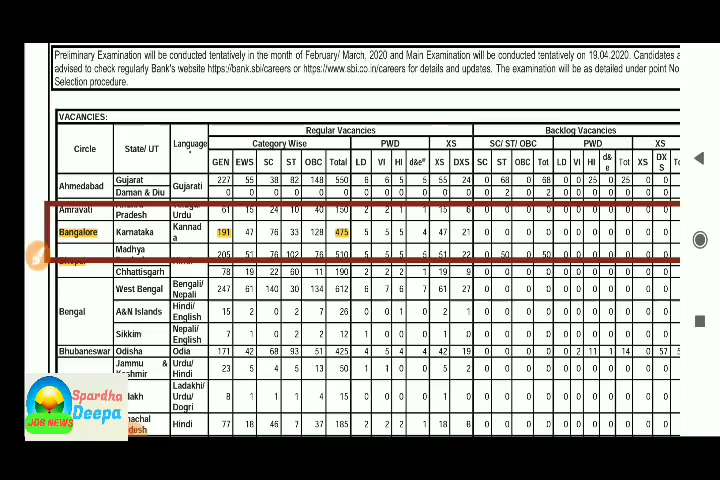 Preliminary Examination will be conducted tentatively in the month of February/ March, 2020 and Main Examination will be conducted tentatively on 19.04.2020. Candidates a
advised to check regularly Bank's website https://bank.sbi/careers or https://www.sbi.co.in/careers for details and updates. The examination will be as detailed under point No
Selection procedure.
VACANCIES:
Circle State/ UT Language * Regular Vacancies Backlog Vacancies
Category Wise PWD XS SC/ ST/ OBC PWD XS
GEN EWS SC ST OBC Total LD VI HI d&e# XS DXS SC ST OBC Tot LD VI HI d& e Tot XS DX S
Ahmedabad Gujarat Gujarati 227 55 38 82 148 550 6 6 5 5 55 24 0 68 0 68 0 0 25 0 25 0 0
Daman & Diu 0 0 0 0 0 0 0 0 0 0 0 0 0 2 0 2 0 0 0 0 0 0 0
Amravati Pradesh Urdu 61 15 24 10 40 150 2 2 1 1 15 6 0 0 0 0 0 0 0 0 0 0 0
Bangalore Karnataka Kannad a 191 47 76 33 128 475 5 5 5 4 47 21 0 0 0 0 0 0 0 0 0 0 0
Madhya 205 51 76 102 76 510 5 5 5 5 51 22 0 50 0 50 0 0 0 0 0 0 0
Chhattisgarh 78 19 22 60 11 190 2 2 2 1 19 9 0 0 0 0 0 0 0 0 0 0 0
Bengal West Bengal Bengali/ Nepali 247 61 140 30 134 612 6 7 6 7 61 27 0 0 0 0 0 0 0 0 0 0 0
A&N Islands Hindi/ English 15 2 0 2 7 26 0 0 1 0 2 1 0 0 0 0 0 0 0 0 0 0 0
Sikkim Nepali/ English 7 1 0 2 2 12 1 0 0 0 1 0 0 0 0 0 0 0 0 0 0 0 0
Bhubaneswar Odisha Odia 171 42 68 93 51 425 4 5 4 4 42 19 0 0 0 0 0 2 11 1 14 0 57
Jammu & Kashmir Urdu/ Hindi 23 5 4 5 13 50 1 1 0 0 5 2 0 0 0 0 0 0 0 0 0 0 0
Ladakhi/ Urdu/ Dogri 8 1 1 1 4 15 0 0 0 0 1 0 0 0 0 0 0 0 0 0 0 0 0
Hindi 77 18 46 7 37 185 2 2 2 1 18 8 0 0 0 0 0 0 0 0 0 0 0
Spardha
Deepa
JOB NEWS